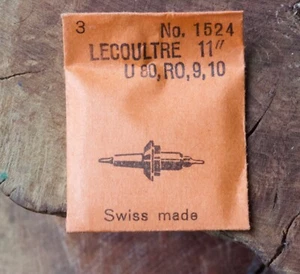 3
No. 1524
LECOULTRE 11"
U 80, RO, 9, 10
Swiss made